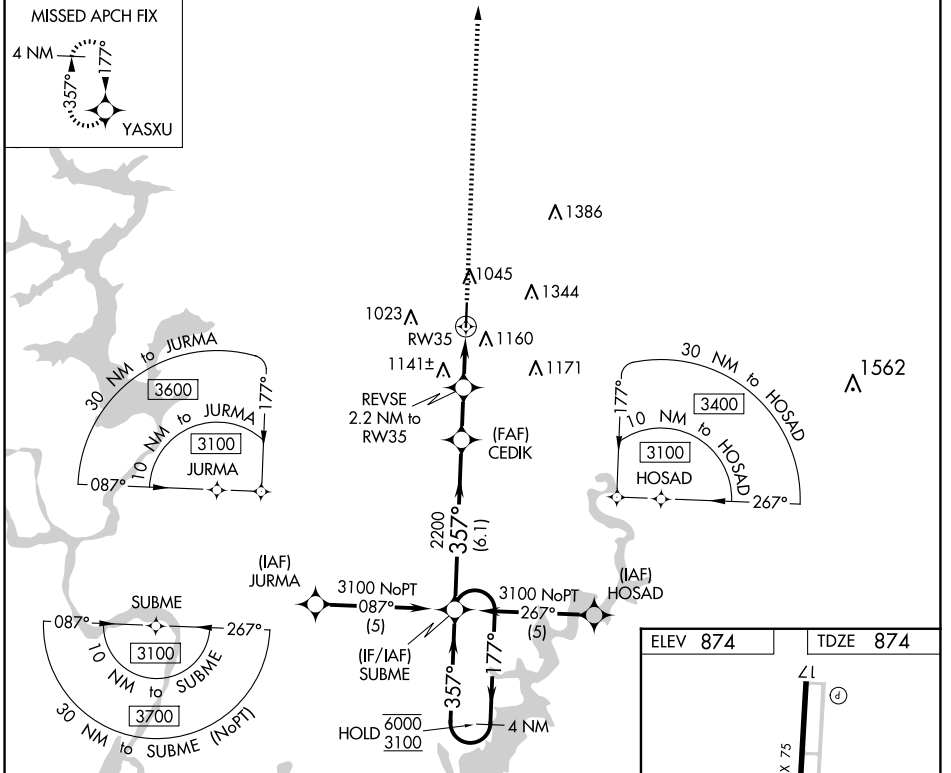 MISSED APCH FIX
4 NM
177°
357°
YASXU
1386
1045
1344
1023
RW35
1160
1141±
1171
1562
REVSE
2.2 NM to
RW35
(FAF)
CEDIK
30 NM to JURMA
3600
177°
10 NM to JURMA
3100
JURMA
087°
30 NM to HOSAD
3400
177°
10 NM to HOSAD
3100
HOSAD
267°
2200
357°
(6.1)
(IAF)
JURMA
3100 NoPT
087°
(5)
3100 NoPT
267°
(5)
(IAF)
HOSAD
(IF/IAF)
SUBME
087°
SUBME
267°
3100
10 NM to SUBME
3700
30 NM to SUBME (NoPT)
357°
177°
HOLD
6000
3100
4 NM
ELEV 874
TDZE 874
17
P
X 75